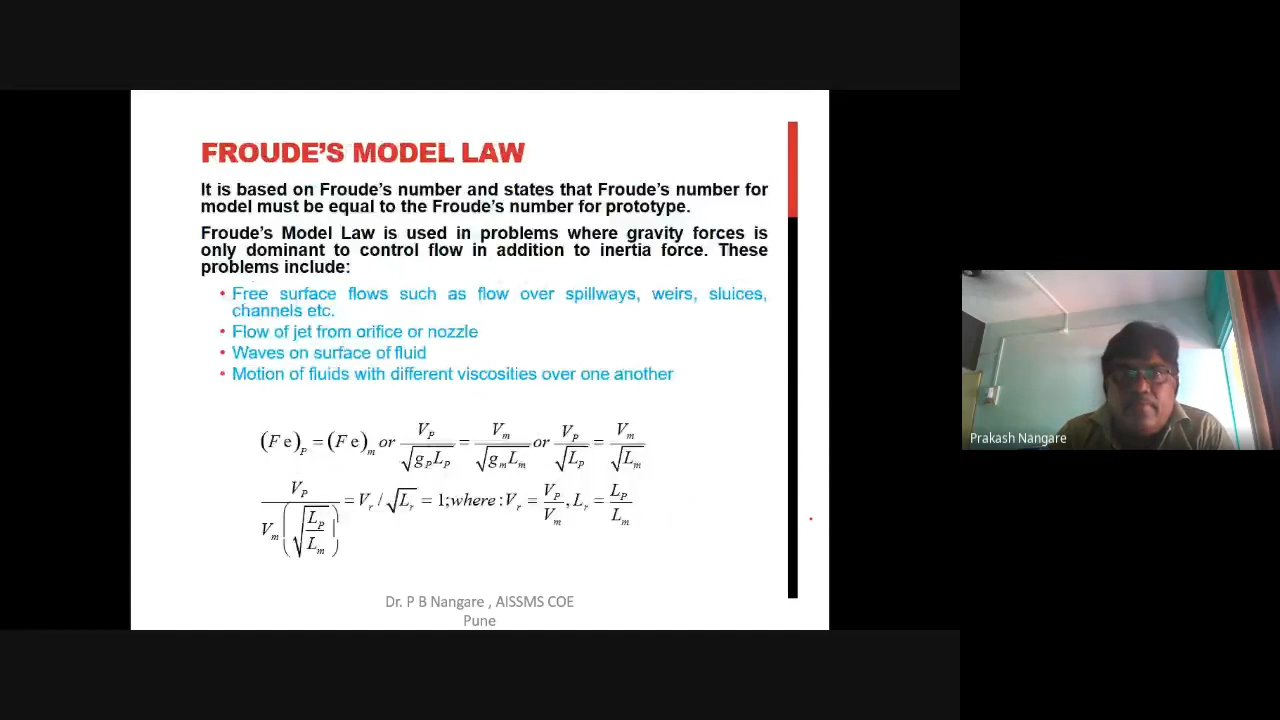 FROUDE'S MODEL LAW
It is based on Froude's number and states that Froude's number for
model must be equal to the Froude's number for prototype.
Froude's Model Law is used in problems where gravity forces is
only dominant to control flow in addition to inertia force. These
problems include:
• Free surface flows such as flow over spillways, weirs, sluices,
channels etc.
• Flow of jet from orifice or nozzle
• Waves on surface of fluid
• Motion of fluids with different viscosities over one another
(Fe)_P = (Fe)_m or V_P / √(g_P L_P) = V_m / √(g_m L_m) or V_P / √L_P = V_m / √L_m
V_P / (V_m (√(L_P / L_m))) = V_r / √L_r = 1; where : V_r = V_P / V_m , L_r = L_P / L_m
Dr. P B Nangare , AISSMS COE
Pune
Prakash Nangare